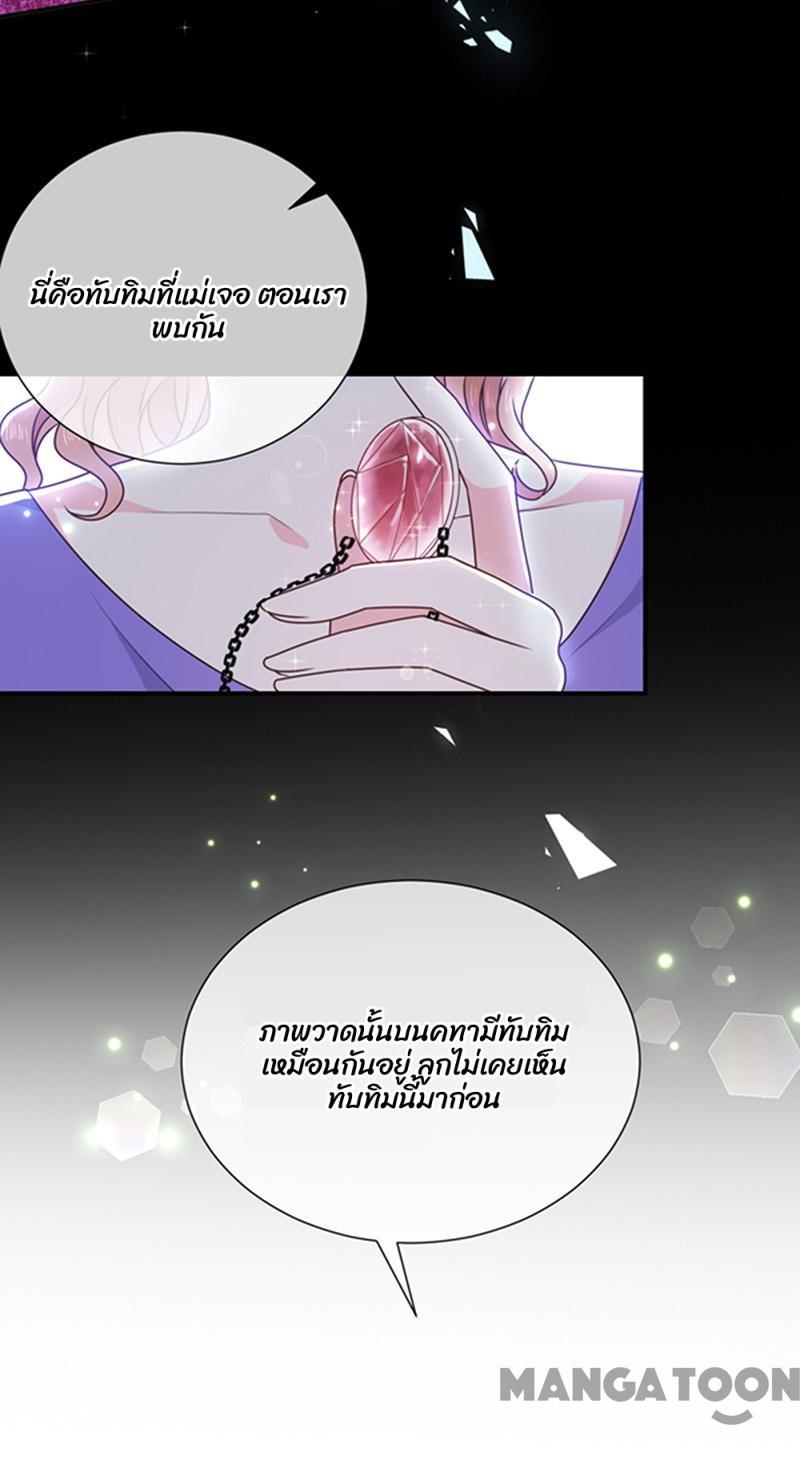 นี่คือทับทิมที่แม่เจอ ตอนเรา
พบกัน
ภาพวาดนั้นบนคทามีทับทิม
เหมือนกันอยู่ ลูกไม่เคยเห็น
ทับทิมนี้มาก่อน
MANGATOON